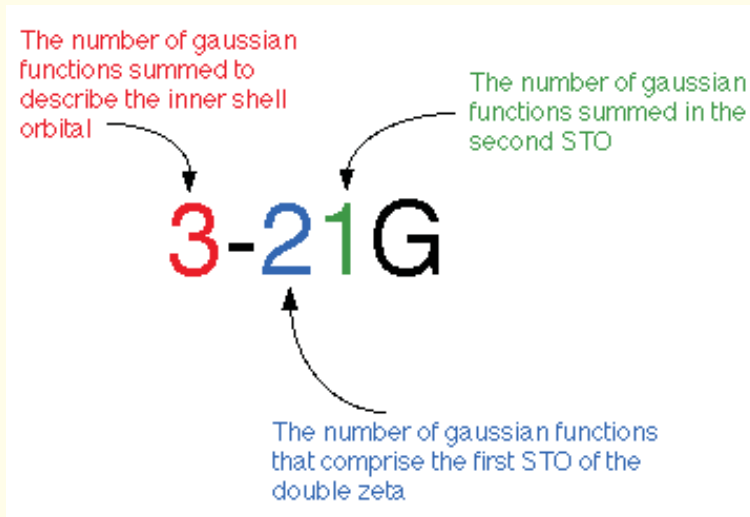 The number of gaussian
functions summed to
describe the inner shell
orbital
The number of gaussian
functions summed in the
second STO
3-21G
The number of gaussian functions
that comprise the first STO of the
double zeta